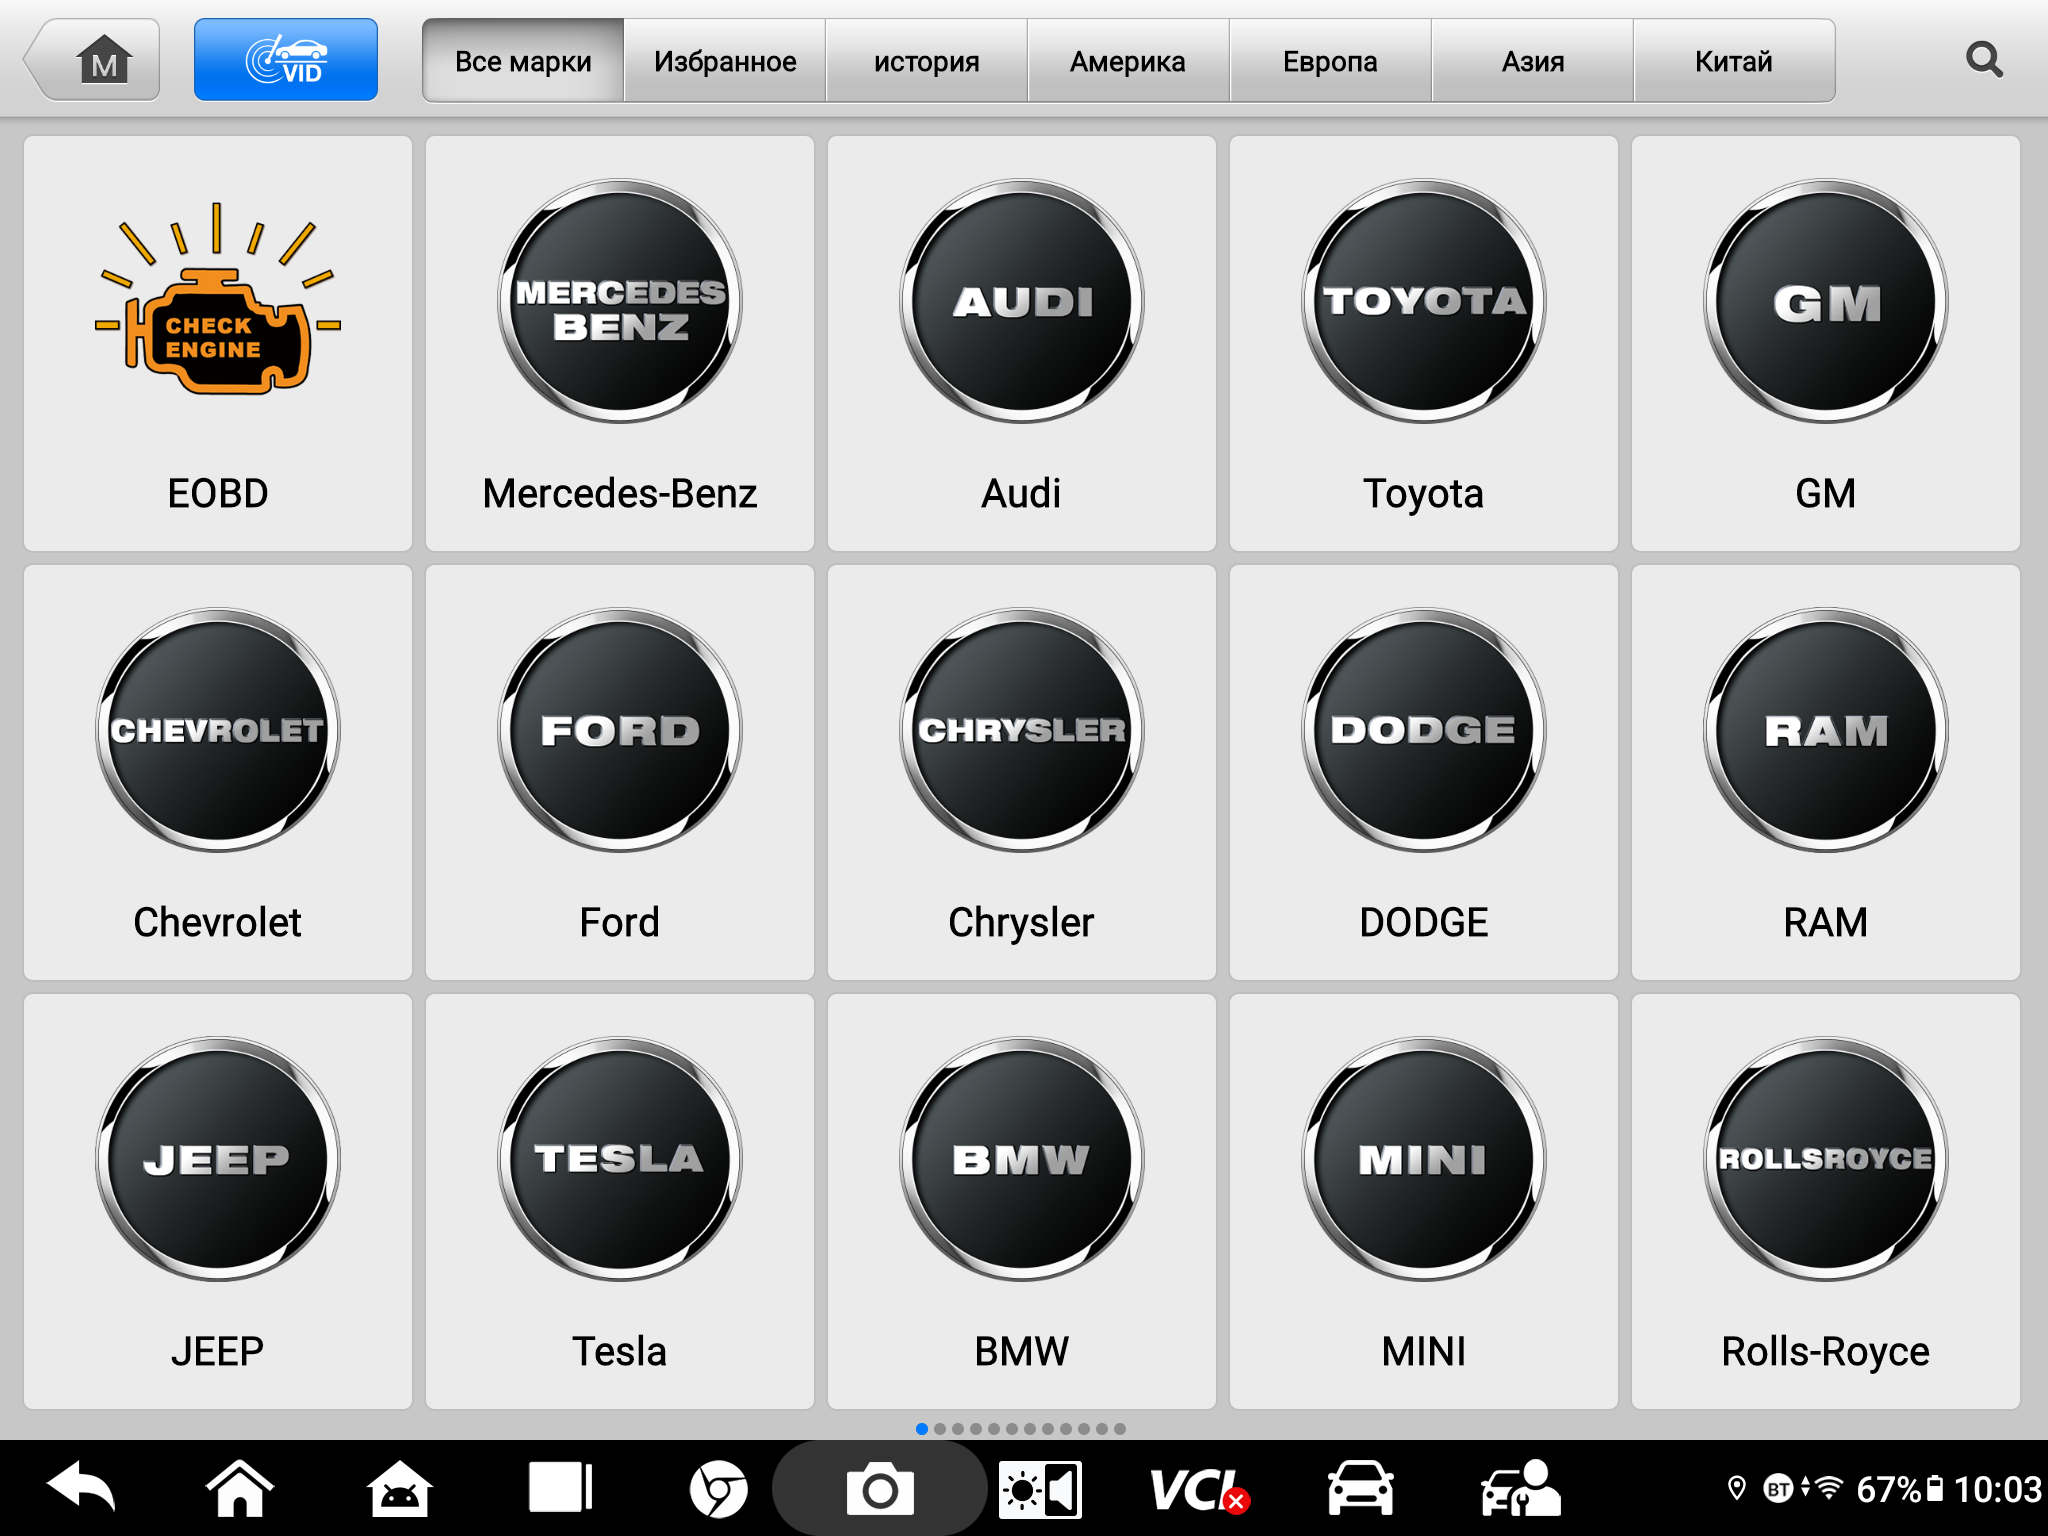 M
VID
Все марки
Избранное
история
Америка
Европа
Азия
Китай
CHECK
ENGINE
EOBD
MERCEDES
BENZ
Mercedes-Benz
AUDI
Audi
TOYOTA
Toyota
GM
GM
CHEVROLET
Chevrolet
FORD
Ford
CHRYSLER
Chrysler
DODGE
DODGE
RAM
RAM
JEEP
JEEP
TESLA
Tesla
BMW
BMW
MINI
MINI
ROLLSROYCE
Rolls-Royce
VCI
BT
67%
10:03